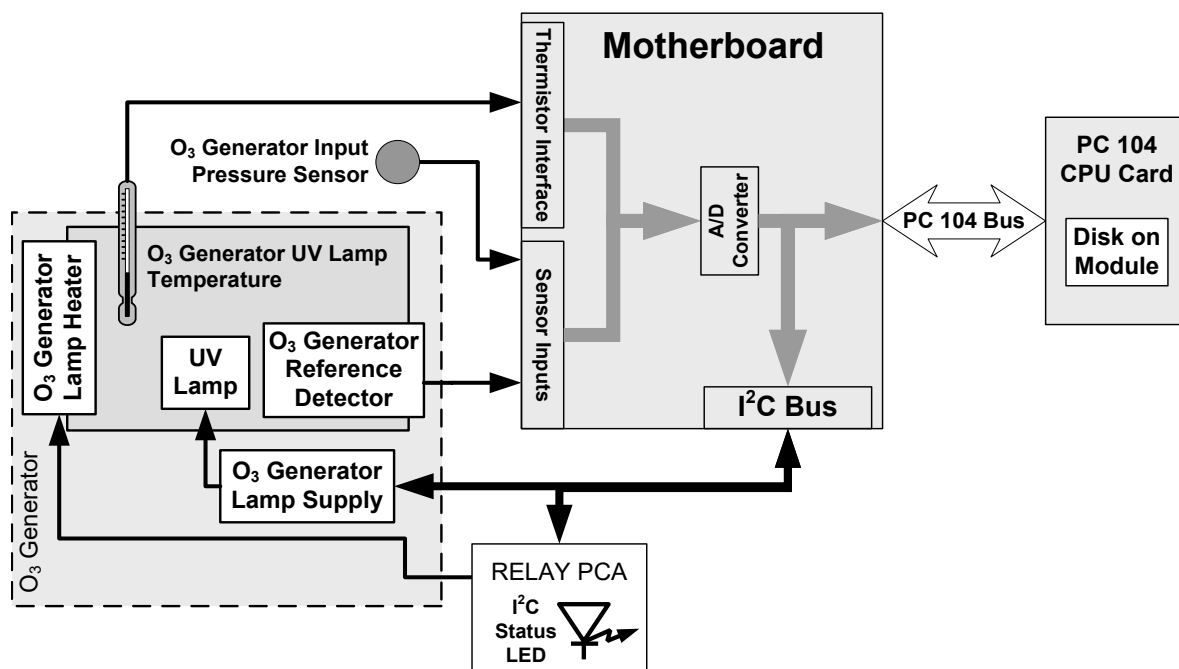 Motherboard
Thermistor Interface
O₃ Generator Input
Pressure Sensor
PC 104
CPU Card
A/D
Converter
PC 104 Bus
Disk on
Module
O₃ Generator UV Lamp
Temperature
O₃ Generator
Lamp Heater
Sensor Inputs
UV
Lamp
O₃ Generator
Reference
Detector
I²C Bus
O₃ Generator
Lamp Supply
O₃ Generator
RELAY PCA
I²C
Status
LED